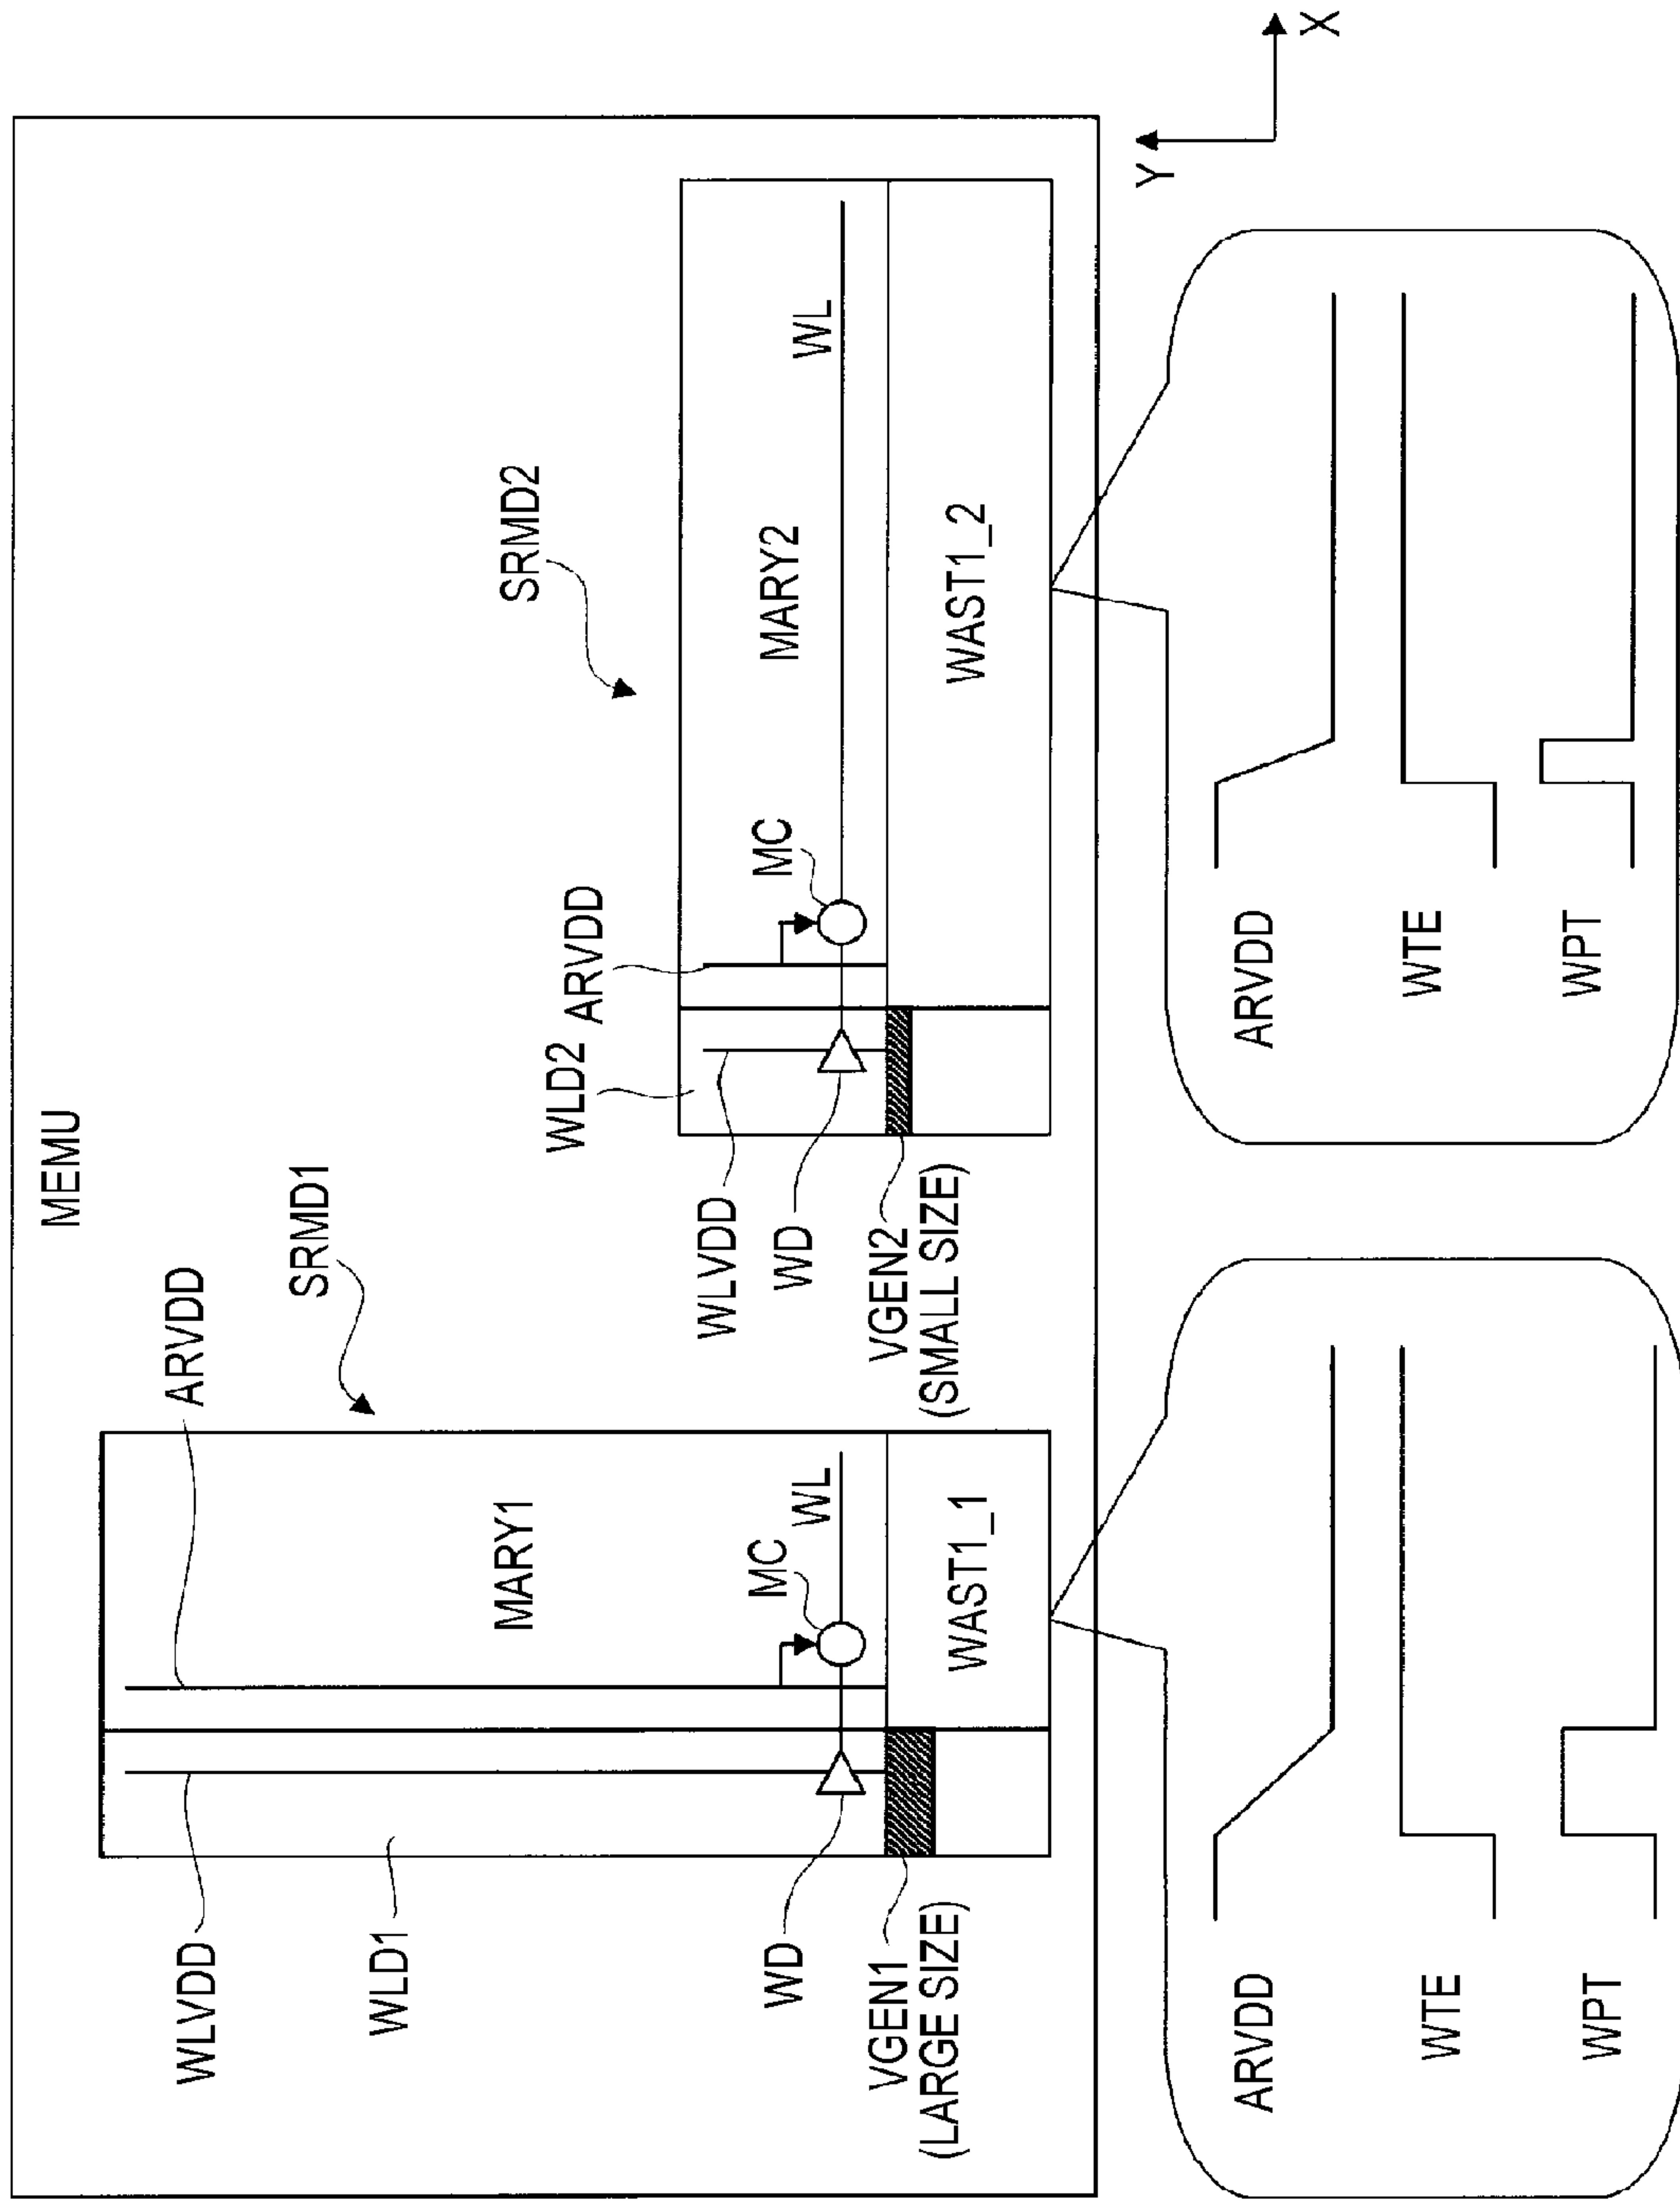 MEMU
SRMD1
ARVDD
WLVDD
WLD1
MARY1
MC
WL
WD
VGEN1
(LARGE SIZE)
WAST1_1
SRMD2
WLD2
ARVDD
MC
MARY2
WL
WLVDD
WD
VGEN2
(SMALL SIZE)
WAST1_2
Y
X
ARVDD
WTE
WPT
ARVDD
WTE
WPT